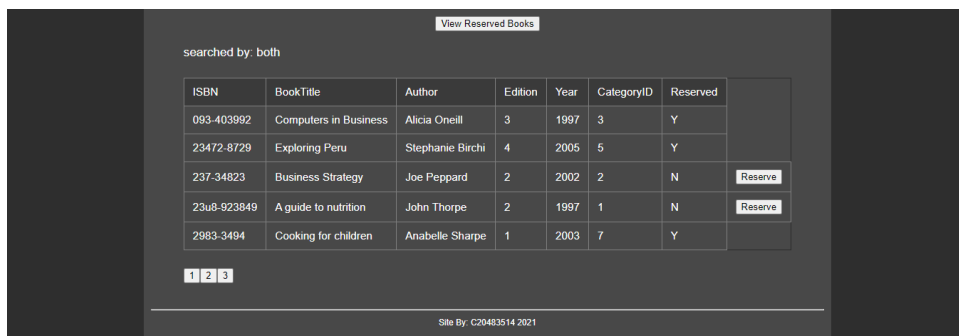 View Reserved Books
searched by: both
ISBN BookTitle Author Edition Year CategoryID Reserved
093-403992 Computers in Business Alicia Oneill 3 1997 3 Y
23472-8729 Exploring Peru Stephanie Birchi 4 2005 5 Y
237-34823 Business Strategy Joe Peppard 2 2002 2 N Reserve
23u8-923849 A guide to nutrition John Thorpe 2 1997 1 N Reserve
2983-3494 Cooking for children Anabelle Sharpe 1 2003 7 Y
1 2 3
Site By: C20483514 2021